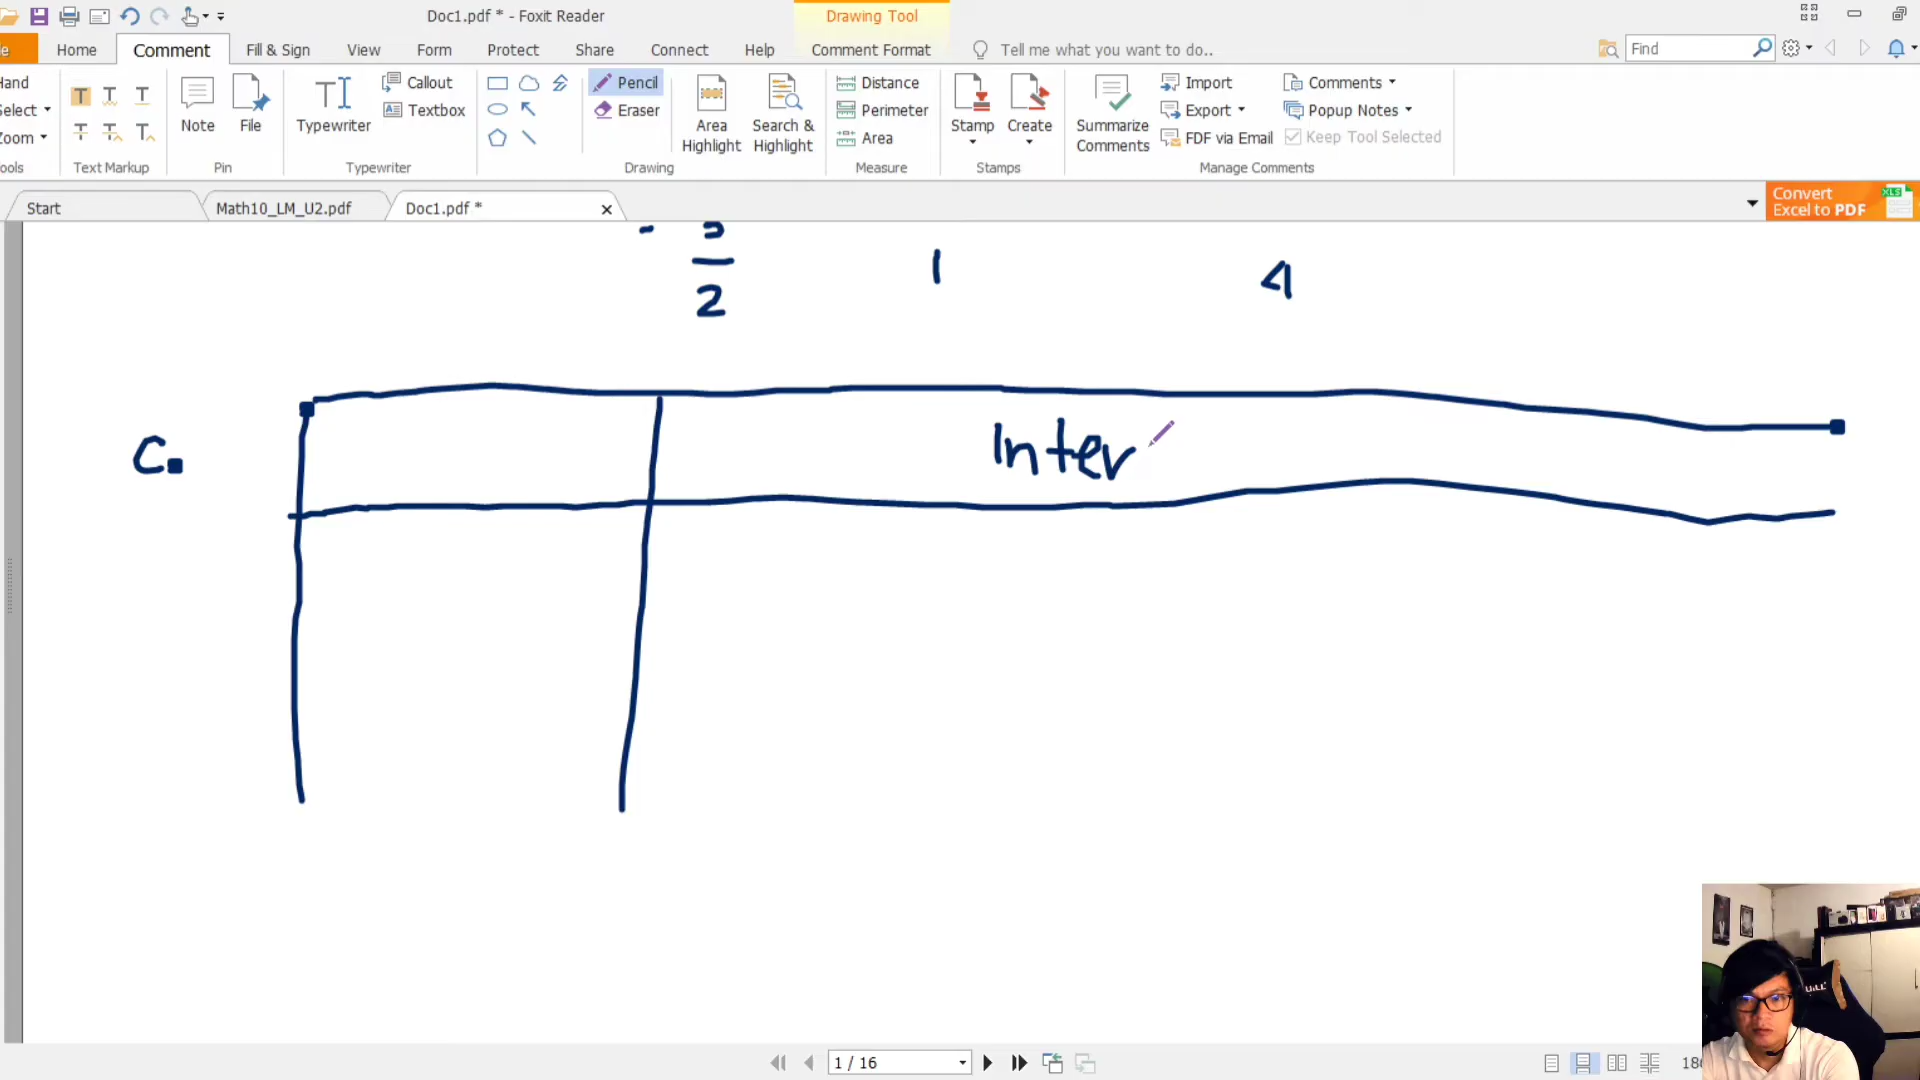 Doc1.pdf * - Foxit Reader
Drawing Tool
Home Comment Fill & Sign View Form Protect Share Connect Help Comment Format Tell me what you want to do.. Find
Note
File
Pin
Text Markup
Typewriter
Callout
Textbox
Typewriter
Pencil
Eraser
Area Highlight
Search & Highlight
Drawing
Distance
Perimeter
Area
Measure
Stamp
Create
Stamps
Summarize Comments
Import
Export
FDF via Email
Comments
Popup Notes
Keep Tool Selected
Manage Comments
Start
Math10_LM_U2.pdf
Doc1.pdf *
Convert
Excel to PDF
XLS
2
1
4
C.
Inter
1 / 16